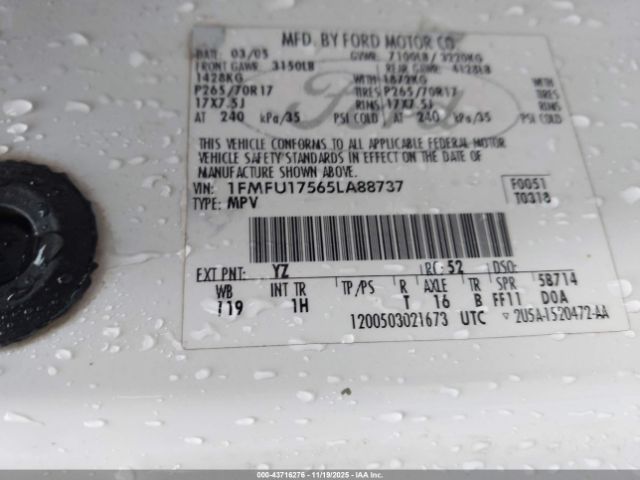 MFD. BY FORD MOTOR CO.
DATE: 03/05 GVWR: 7100LB / 3220KG
FRONT GAWR: 3150LB REAR GAWR: 4128LB
1428KG WITH 1872KG WITH
P265/70R17 TIRES P265/70R17 TIRES
17X7.5J RIMS 17X7.5J RIMS
AT 240 kPa/35 PSI COLD AT 240 kPa/35 PSI COLD
THIS VEHICLE CONFORMS TO ALL APPLICABLE FEDERAL MOTOR
VEHICLE SAFETY STANDARDS IN EFFECT ON THE DATE OF
MANUFACTURE SHOWN ABOVE.
VIN: 1FMFU17565LA88737 F0051
TYPE: MPV T0318
EXT PNT: YZ RC: 52 DSO:
WB INT TR TP/PS R AXLE TR SPR 5B714
119 1H T 16 B FF11 DOA
1200503021673 UTC ▽ 2U5A-1520472-AA
Ford
000-43716276 - 11/19/2025 - IAAI.COM